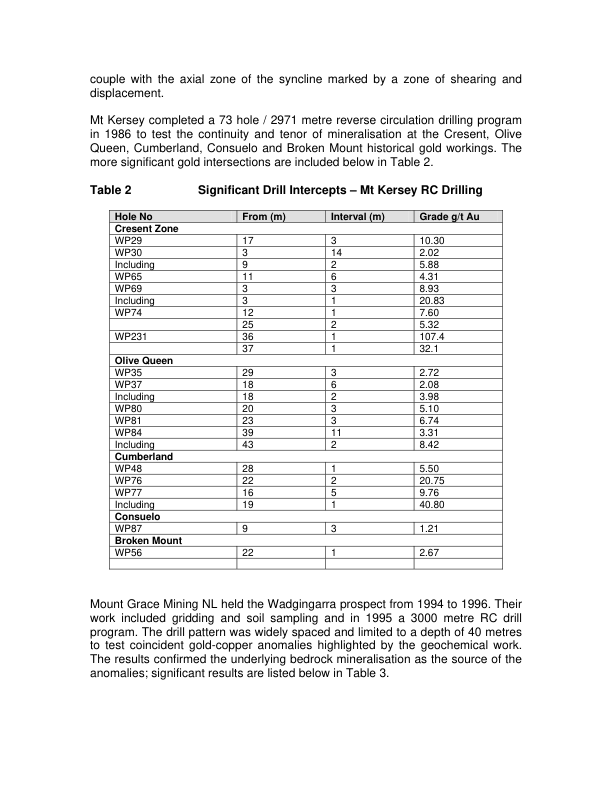 couple with the axial zone of the syncline marked by a zone of shearing and
displacement.
Mt Kersey completed a 73 hole / 2971 metre reverse circulation drilling program
in 1986 to test the continuity and tenor of mineralisation at the Cresent, Olive
Queen, Cumberland, Consuelo and Broken Mount historical gold workings. The
more significant gold intersections are included below in Table 2.
Table 2 Significant Drill Intercepts – Mt Kersey RC Drilling
Hole No From (m) Interval (m) Grade g/t Au
Cresent Zone
WP29 17 3 10.30
WP30 3 14 2.02
Including 9 2 5.88
WP65 11 6 4.31
WP69 3 3 8.93
Including 3 1 20.83
WP74 12 1 7.60
25 2 5.32
WP231 36 1 107.4
37 1 32.1
Olive Queen
WP35 29 3 2.72
WP37 18 6 2.08
Including 18 2 3.98
WP80 20 3 5.10
WP81 23 3 6.74
WP84 39 11 3.31
Including 43 2 8.42
Cumberland
WP48 28 1 5.50
WP76 22 2 20.75
WP77 16 5 9.76
Including 19 1 40.80
Consuelo
WP87 9 3 1.21
Broken Mount
WP56 22 1 2.67
Mount Grace Mining NL held the Wadgingarra prospect from 1994 to 1996. Their
work included gridding and soil sampling and in 1995 a 3000 metre RC drill
program. The drill pattern was widely spaced and limited to a depth of 40 metres
to test coincident gold-copper anomalies highlighted by the geochemical work.
The results confirmed the underlying bedrock mineralisation as the source of the
anomalies; significant results are listed below in Table 3.